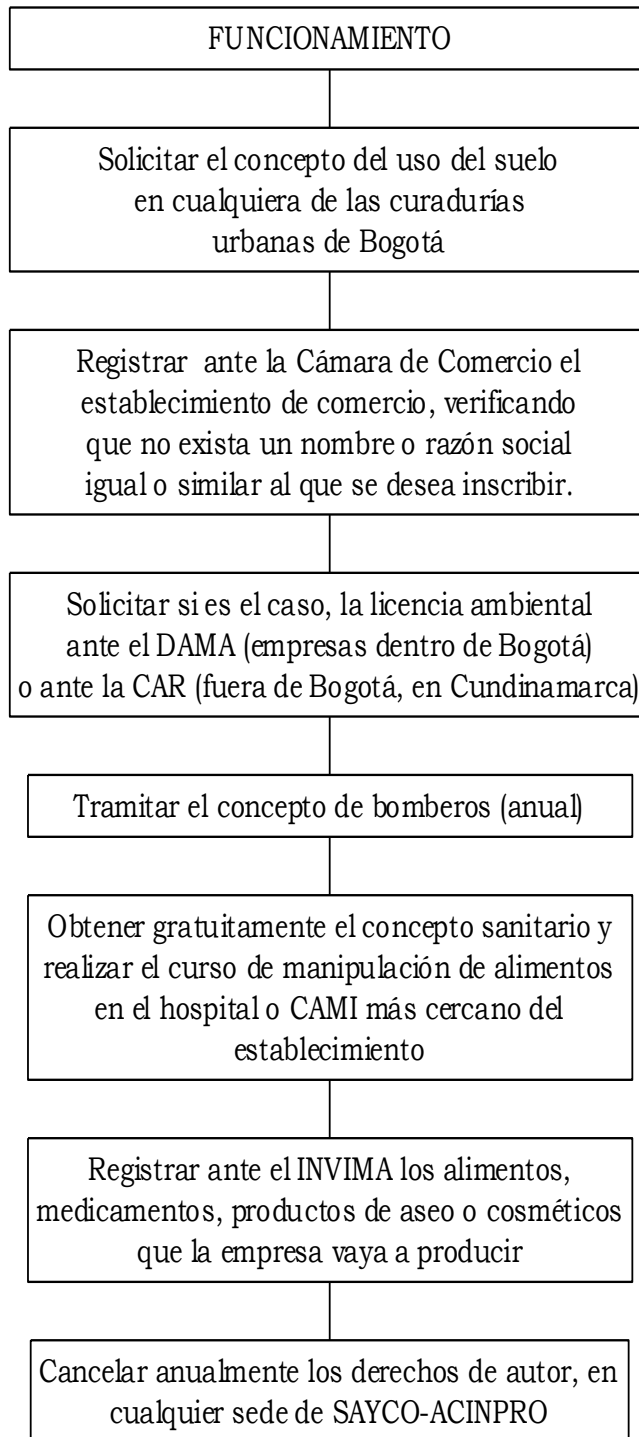 FUNCIONAMIENTO
Solicitar el concepto del uso del suelo
en cualquiera de las curadurías
urbanas de Bogotá
Registrar ante la Cámara de Comercio el
establecimiento de comercio, verificando
que no exista un nombre o razón social
igual o similar al que se desea inscribir.
Solicitar si es el caso, la licencia ambiental
ante el DAMA (empresas dentro de Bogotá)
o ante la CAR (fuera de Bogotá, en Cundinamarca)
Tramitar el concepto de bomberos (anual)
Obtener gratuitamente el concepto sanitario y
realizar el curso de manipulación de alimentos
en el hospital o CAMI más cercano del
establecimiento
Registrar ante el INVIMA los alimentos,
medicamentos, productos de aseo o cosméticos
que la empresa vaya a producir
Cancelar anualmente los derechos de autor, en
cualquier sede de SAYCO-ACINPRO